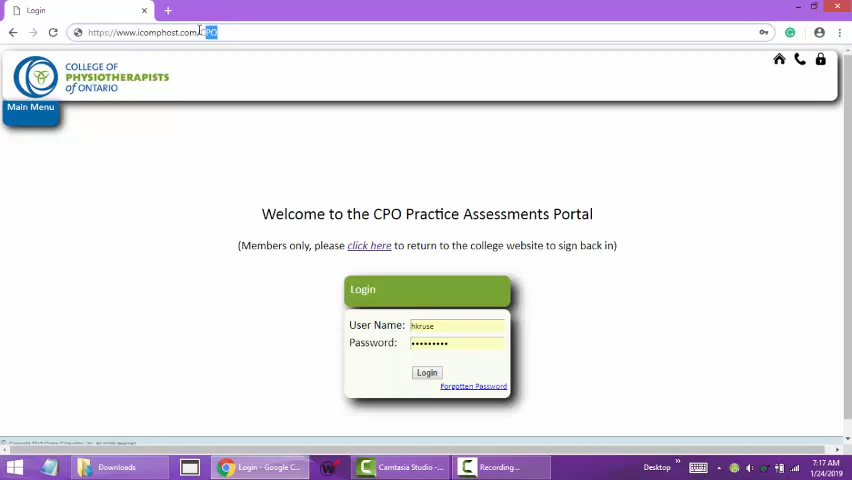 Login
https://www.icomphost.com/CPO
COLLEGE OF
PHYSIOTHERAPISTS
of ONTARIO
Main Menu
Welcome to the CPO Practice Assessments Portal
(Members only, please click here to return to the college website to sign back in)
Login
User Name: hkruse
Password: •••••••••
Login
Forgotten Password
Downloads
Login - Google C...
Camtasia Studio -...
Recording...
Desktop
7:17 AM
1/24/2019